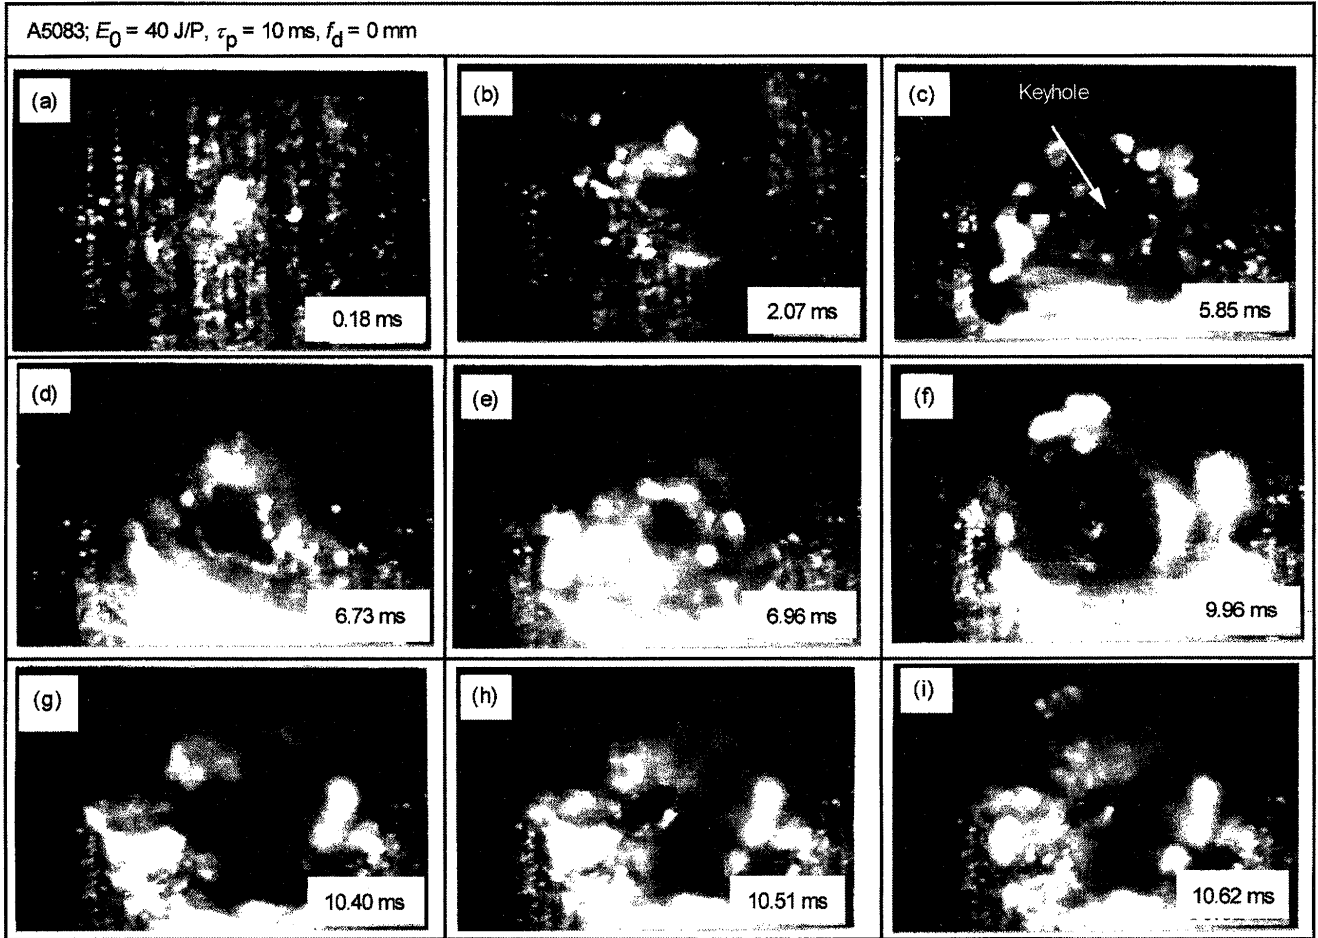 A5083; E0 = 40 J/P, τp = 10 ms, fd = 0 mm
(a)
0.18 ms
(b)
2.07 ms
(c)
Keyhole
5.85 ms
(d)
6.73 ms
(e)
6.96 ms
(f)
9.96 ms
(g)
10.40 ms
(h)
10.51 ms
(i)
10.62 ms